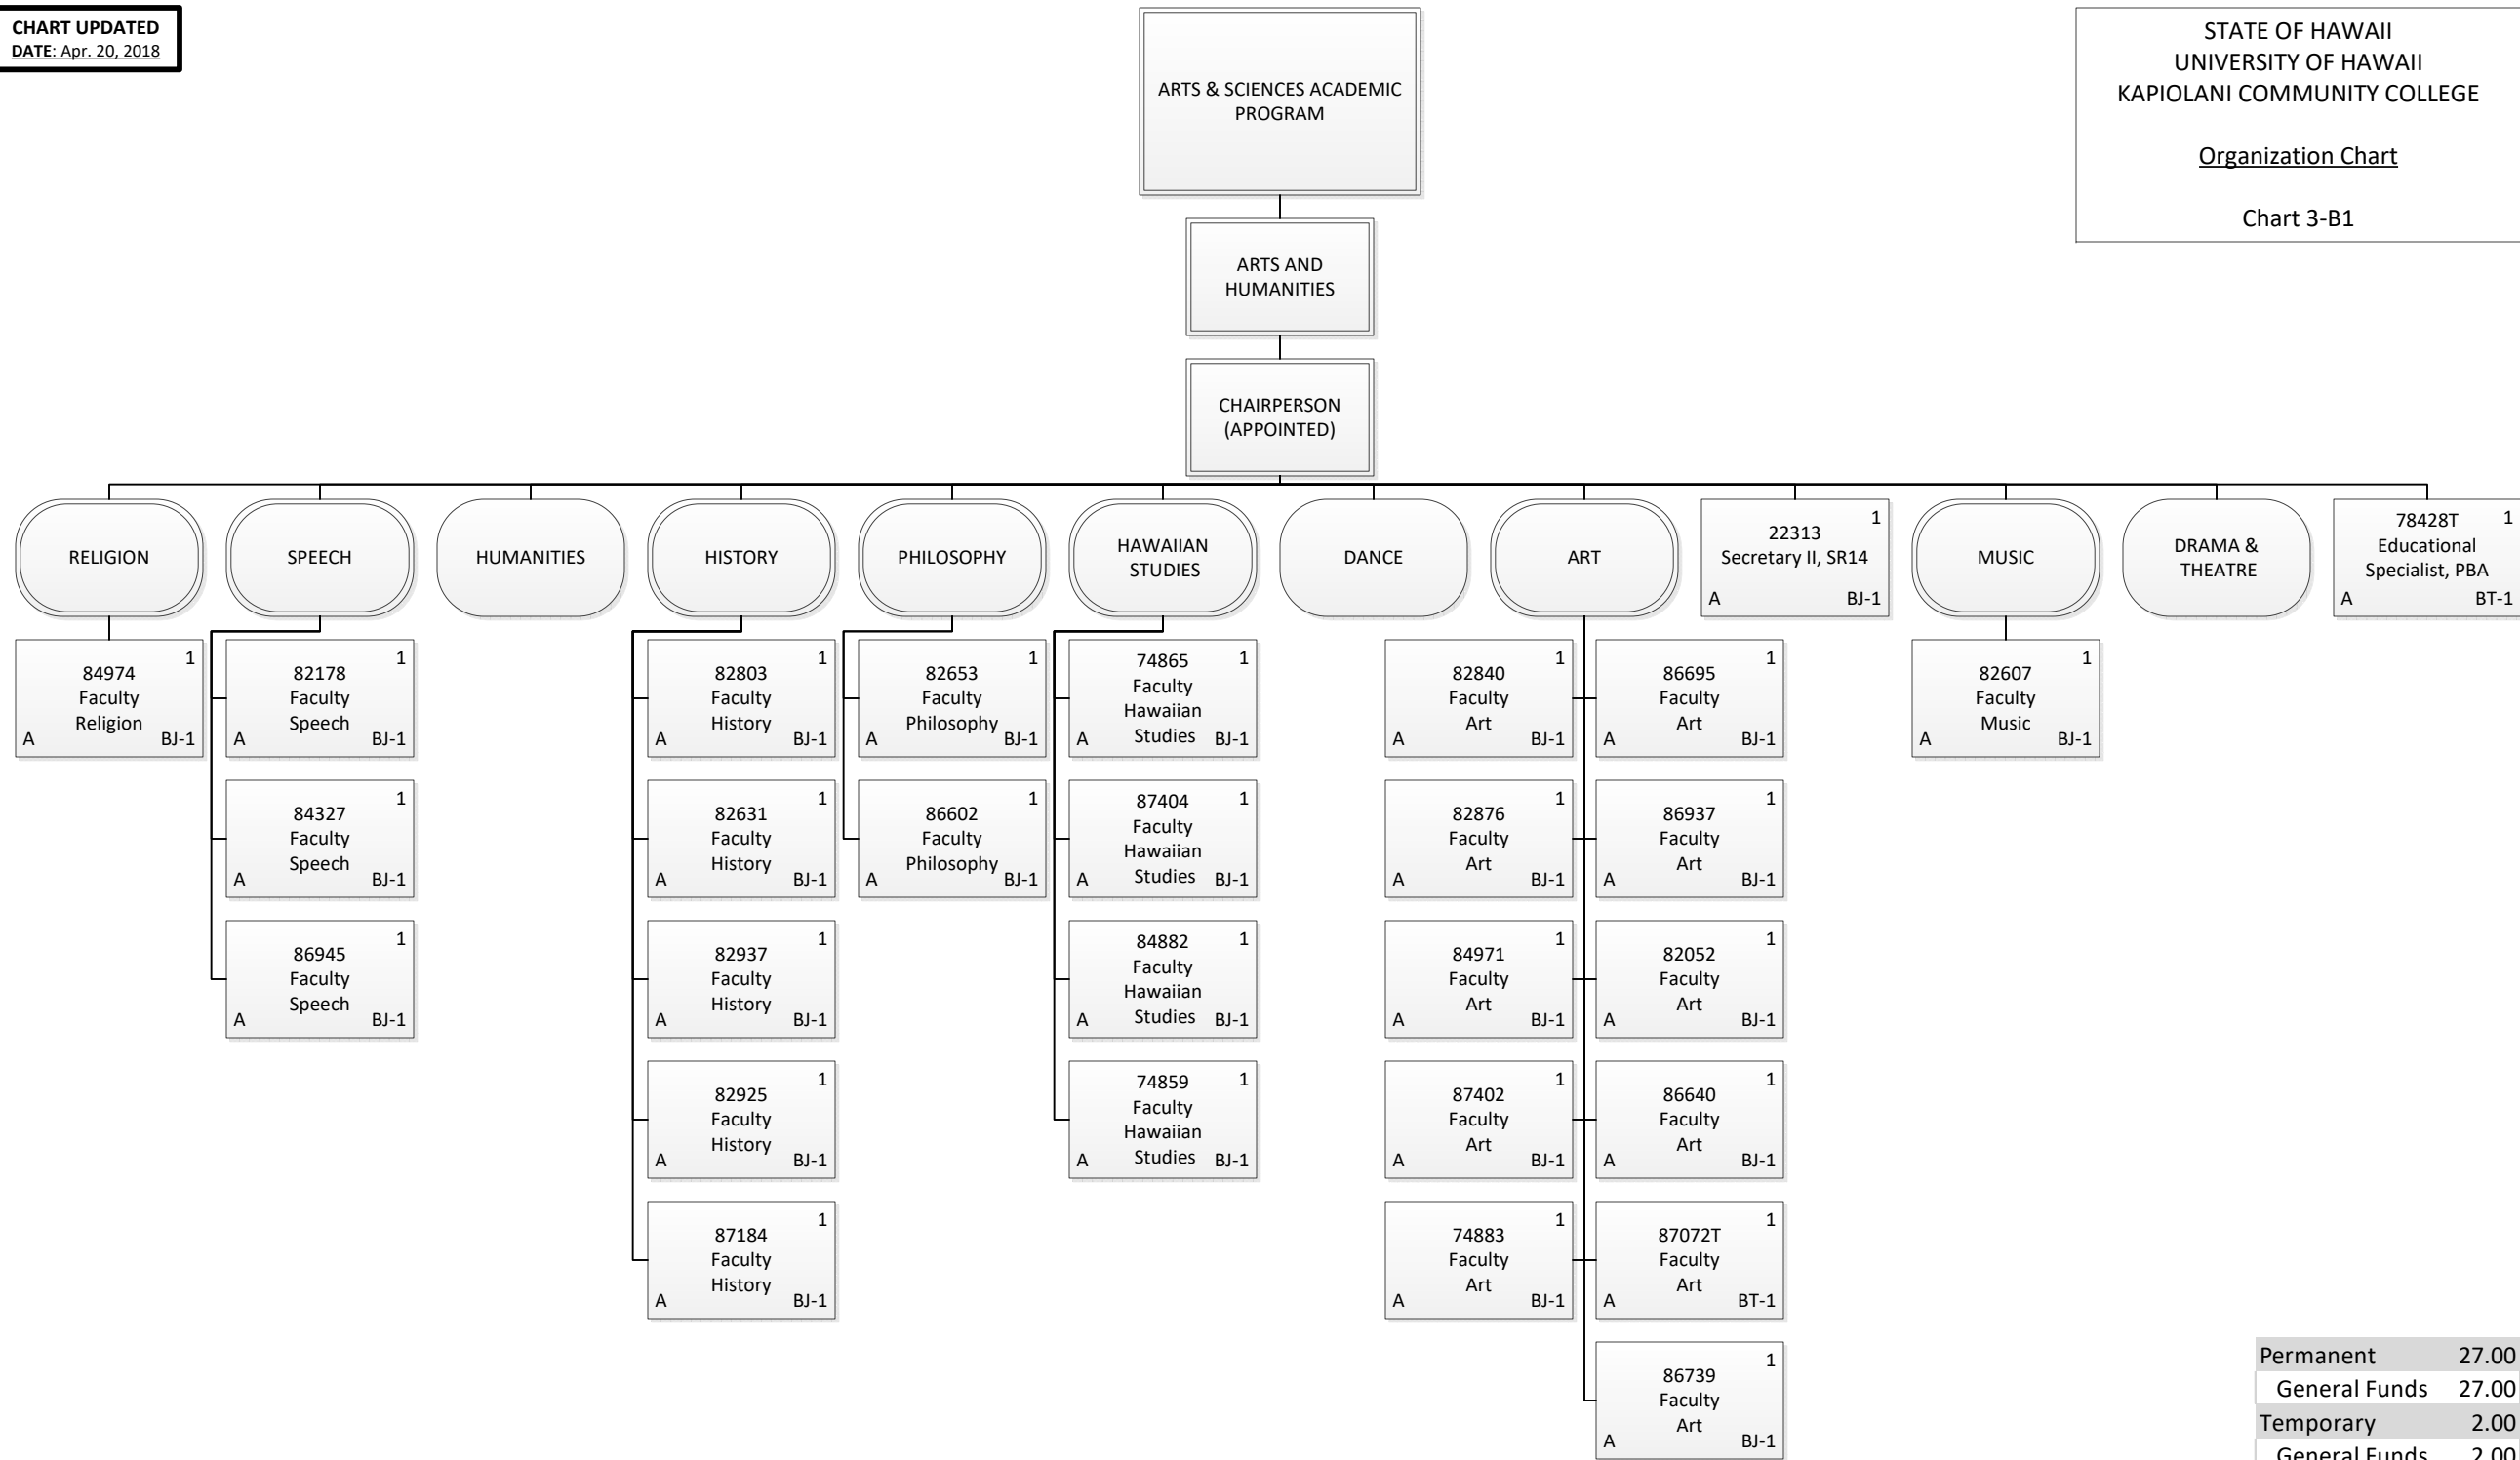 CHART UPDATED
DATE: Apr. 20, 2018
ARTS & SCIENCES ACADEMIC
PROGRAM
STATE OF HAWAII
UNIVERSITY OF HAWAII
KAPIOLANI COMMUNITY COLLEGE
Organization Chart
Chart 3-B1
ARTS AND
HUMANITIES
CHAIRPERSON
(APPOINTED)
RELIGION
SPEECH
HUMANITIES
HISTORY
PHILOSOPHY
HAWAIIAN
STUDIES
DANCE
ART
1
22313
Secretary II, SR14
A BJ-1
MUSIC
DRAMA &
THEATRE
78428T 1
Educational
Specialist, PBA
A BT-1
1
84974
Faculty
Religion
A BJ-1
1
82178
Faculty
Speech
A BJ-1
1
84327
Faculty
Speech
A BJ-1
1
86945
Faculty
Speech
A BJ-1
1
82803
Faculty
History
A BJ-1
1
82631
Faculty
History
A BJ-1
1
82937
Faculty
History
A BJ-1
1
82925
Faculty
History
A BJ-1
1
87184
Faculty
History
A BJ-1
1
82653
Faculty
Philosophy
A BJ-1
1
86602
Faculty
Philosophy
A BJ-1
74865 1
Faculty
Hawaiian
A Studies BJ-1
87404 1
Faculty
Hawaiian
A Studies BJ-1
84882 1
Faculty
Hawaiian
A Studies BJ-1
74859 1
Faculty
Hawaiian
A Studies BJ-1
1
82840
Faculty
Art
A BJ-1
1
82876
Faculty
Art
A BJ-1
1
84971
Faculty
Art
A BJ-1
1
87402
Faculty
Art
A BJ-1
1
74883
Faculty
Art
A BJ-1
1
86695
Faculty
Art
A BJ-1
1
86937
Faculty
Art
A BJ-1
1
82052
Faculty
Art
A BJ-1
1
86640
Faculty
Art
A BJ-1
1
87072T
Faculty
Art
A BT-1
1
86739
Faculty
Art
A BJ-1
1
82607
Faculty
Music
A BJ-1
Permanent 27.00
General Funds 27.00
Temporary 2.00
General Funds 2.00